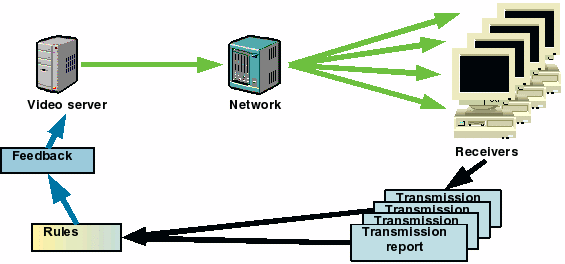 Video server
Network
Receivers
Feedback
Transmission
Transmission
Transmission
Transmission
report
Rules